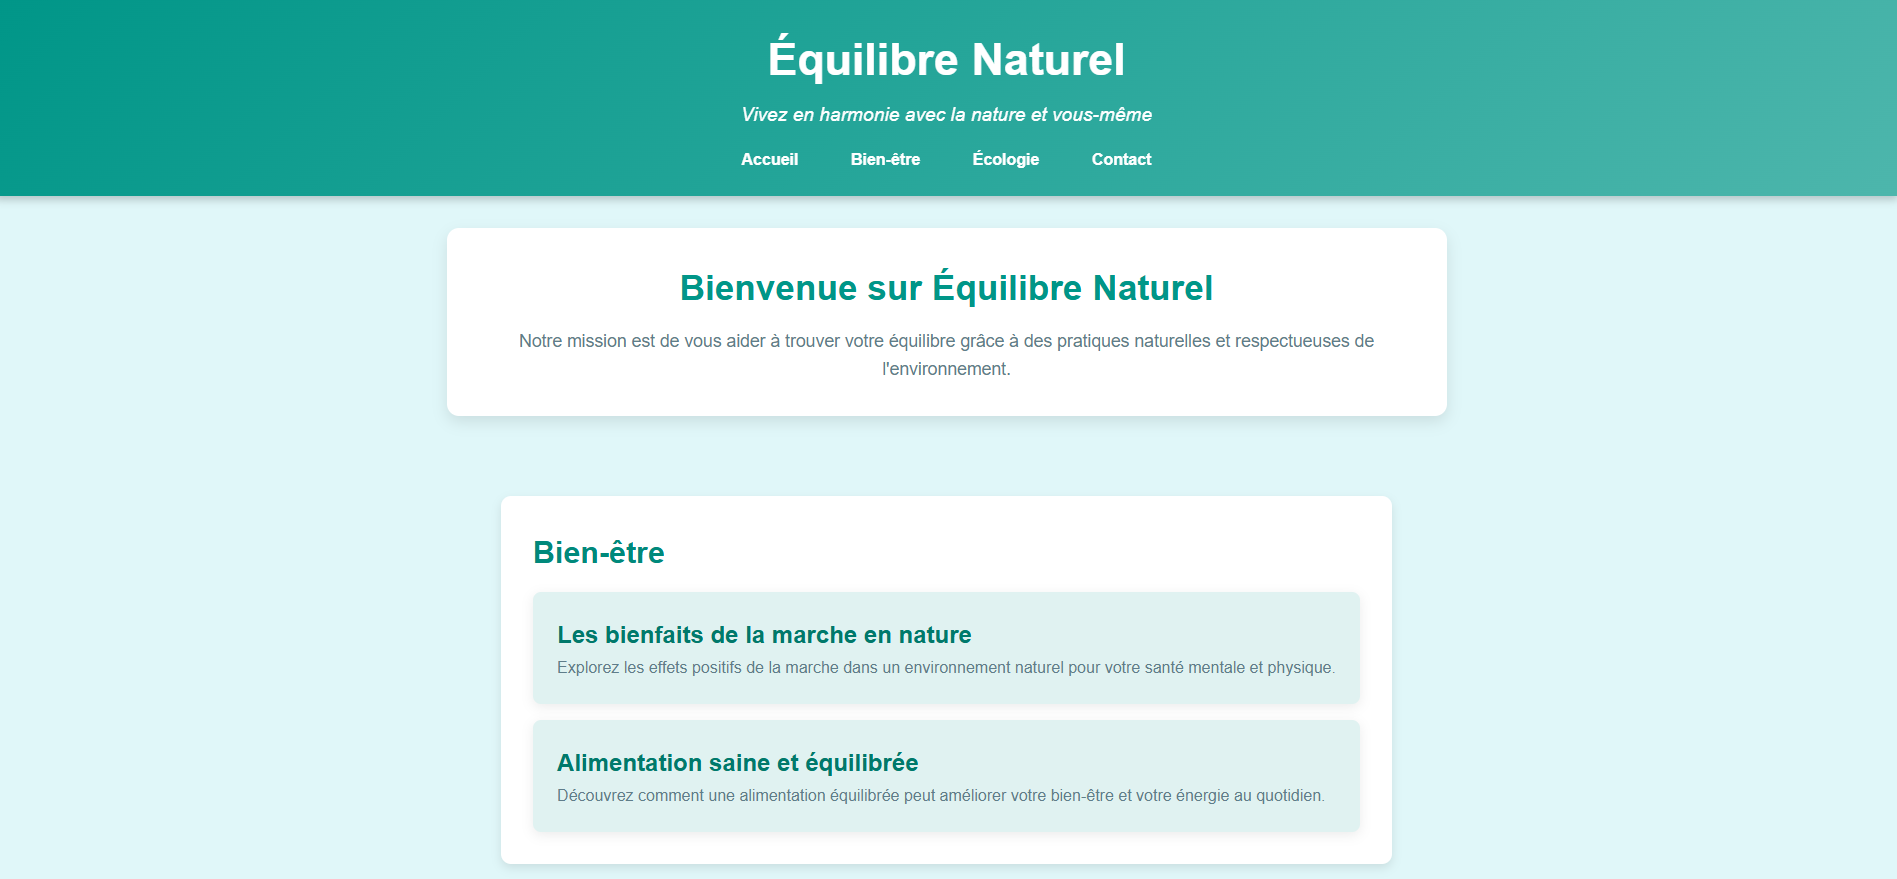 Équilibre Naturel
Vivez en harmonie avec la nature et vous-même
Accueil Bien-être Écologie Contact
Bienvenue sur Équilibre Naturel
Notre mission est de vous aider à trouver votre équilibre grâce à des pratiques naturelles et respectueuses de
l'environnement.
Bien-être
Les bienfaits de la marche en nature
Explorez les effets positifs de la marche dans un environnement naturel pour votre santé mentale et physique.
Alimentation saine et équilibrée
Découvrez comment une alimentation équilibrée peut améliorer votre bien-être et votre énergie au quotidien.